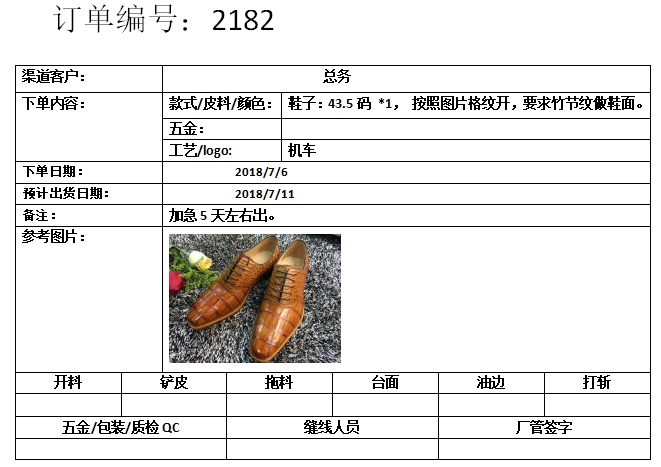 订单编号：2182
渠道客户： 总务
下单内容： 款式/皮料/颜色： 鞋子：43.5 码 *1， 按照图片格纹开，要求竹节纹做鞋面。
五金：
工艺/logo: 机车
下单日期： 2018/7/6
预计出货日期： 2018/7/11
备注： 加急 5 天左右出。
参考图片：
开料 铲皮 拖料 台面 油边 打斩
五金/包装/质检 QC 缝线人员 厂管签字